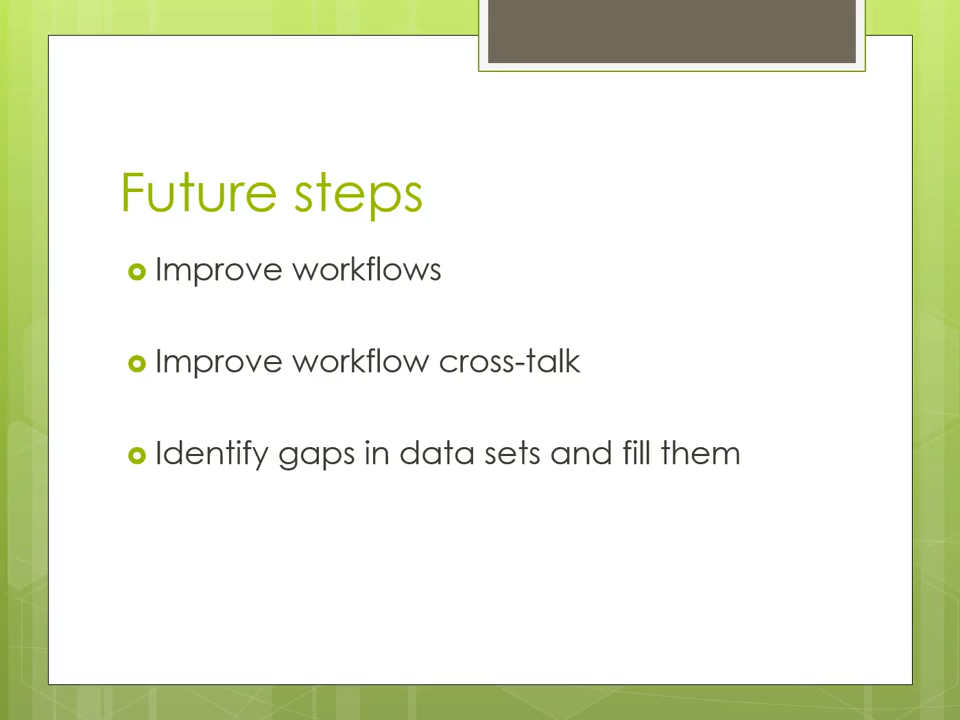 Future steps
Improve workflows
Improve workflow cross-talk
Identify gaps in data sets and fill them